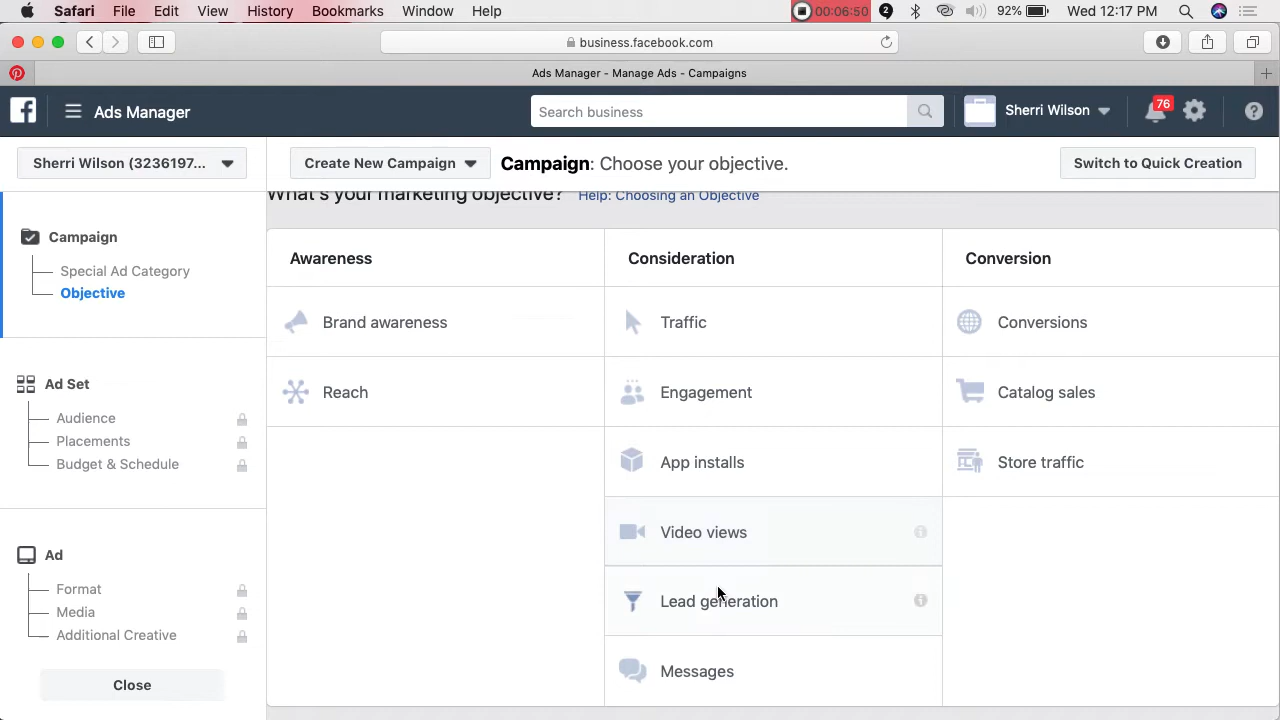 Safari File Edit View History Bookmarks Window Help 00:06:50 2 92% Wed 12:17 PM
business.facebook.com
Ads Manager - Manage Ads - Campaigns
Ads Manager Search business Sherri Wilson 76
Sherri Wilson (3236197... Create New Campaign Campaign: Choose your objective. Switch to Quick Creation
What's your marketing objective? Help: Choosing an Objective
Campaign
Special Ad Category
Objective
Ad Set
Audience
Placements
Budget & Schedule
Ad
Format
Media
Additional Creative
Close
Awareness
Brand awareness
Reach
Consideration
Traffic
Engagement
App installs
Video views
Lead generation
Messages
Conversion
Conversions
Catalog sales
Store traffic